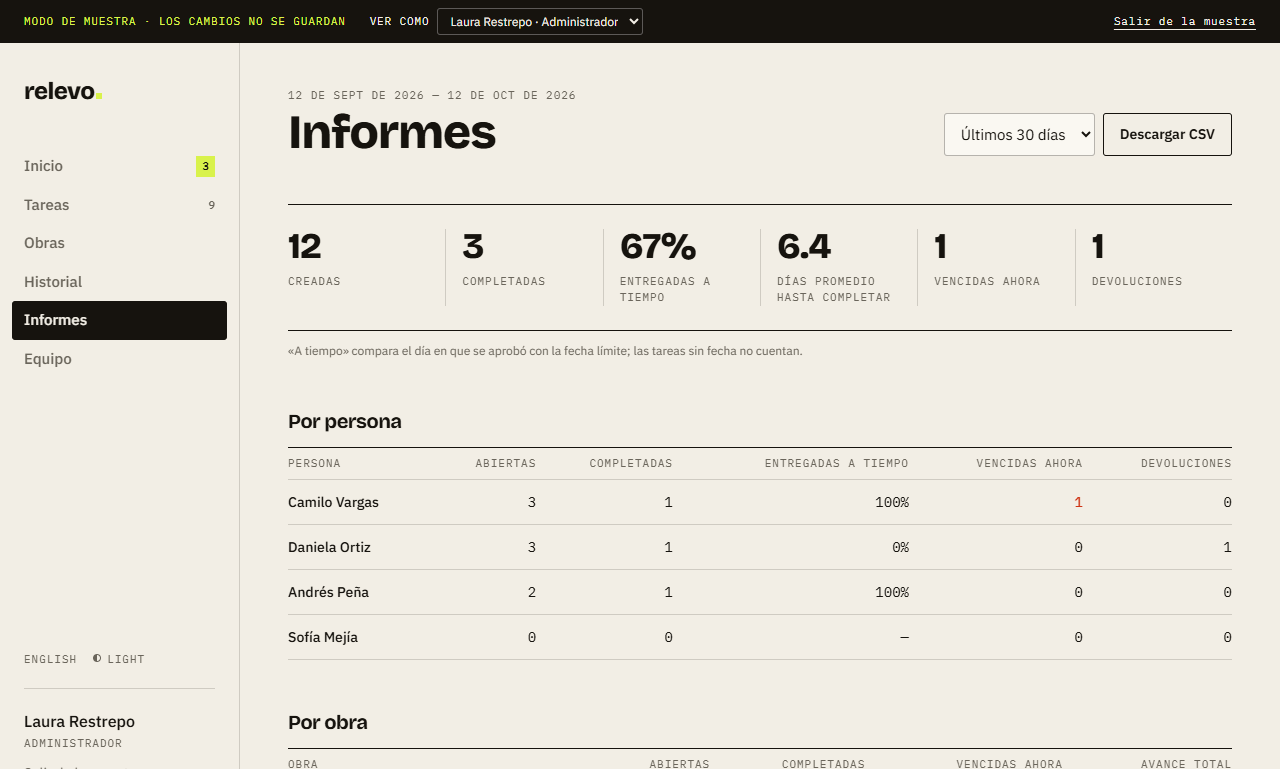 MODO DE MUESTRA · LOS CAMBIOS NO SE GUARDAN
VER COMO
Laura Restrepo · Administrador
Salir de la muestra
relevo.
Inicio 3
Tareas 9
Obras
Historial
Informes
Equipo
ENGLISH
LIGHT
Laura Restrepo
ADMINISTRADOR
12 DE SEPT DE 2026 — 12 DE OCT DE 2026
Informes
Últimos 30 días
Descargar CSV
12
CREADAS
3
COMPLETADAS
67%
ENTREGADAS A
TIEMPO
6.4
DÍAS PROMEDIO
HASTA COMPLETAR
1
VENCIDAS AHORA
1
DEVOLUCIONES
«A tiempo» compara el día en que se aprobó con la fecha límite; las tareas sin fecha no cuentan.
Por persona
PERSONA ABIERTAS COMPLETADAS ENTREGADAS A TIEMPO VENCIDAS AHORA DEVOLUCIONES
Camilo Vargas 3 1 100% 1 0
Daniela Ortiz 3 1 0% 0 1
Andrés Peña 2 1 100% 0 0
Sofía Mejía 0 0 — 0 0
Por obra
OBRA ABIERTAS COMPLETADAS VENCIDAS AHORA AVANCE TOTAL